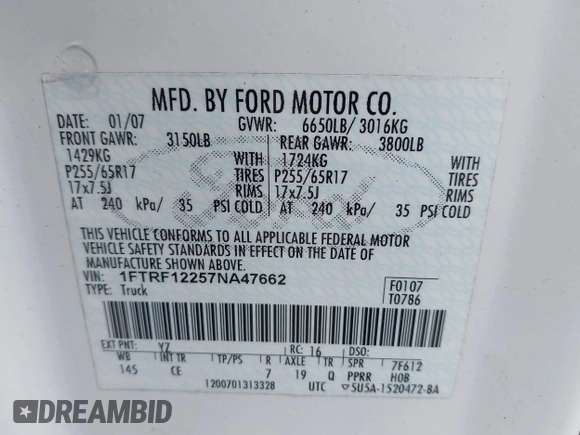 MFD. BY FORD MOTOR CO.
DATE: 01/07 GVWR: 6650LB/ 3016KG
FRONT GAWR: 3150LB REAR GAWR: 3800LB
1429KG WITH 1724KG WITH
P255/65R17 TIRES P255/65R17 TIRES
17x7.5J RIMS 17x7.5J RIMS
AT 240 kPa/ 35 PSI COLD AT 240 kPa/ 35 PSI COLD
Ford
THIS VEHICLE CONFORMS TO ALL APPLICABLE FEDERAL MOTOR
VEHICLE SAFETY STANDARDS IN EFFECT ON THE DATE OF
MANUFACTURE SHOWN ABOVE.
VIN: 1FTRF12257NA47662 F0107
TYPE: Truck T0786
EXT PNT: YZ RC: 16 DSO:
WB INT TR TP/PS R AXLE TR SPR 7F612
145 CE 7 19 Q PPRR H0B
1200701313328 UTC 5U5A-1520472-BA
DREAMBID